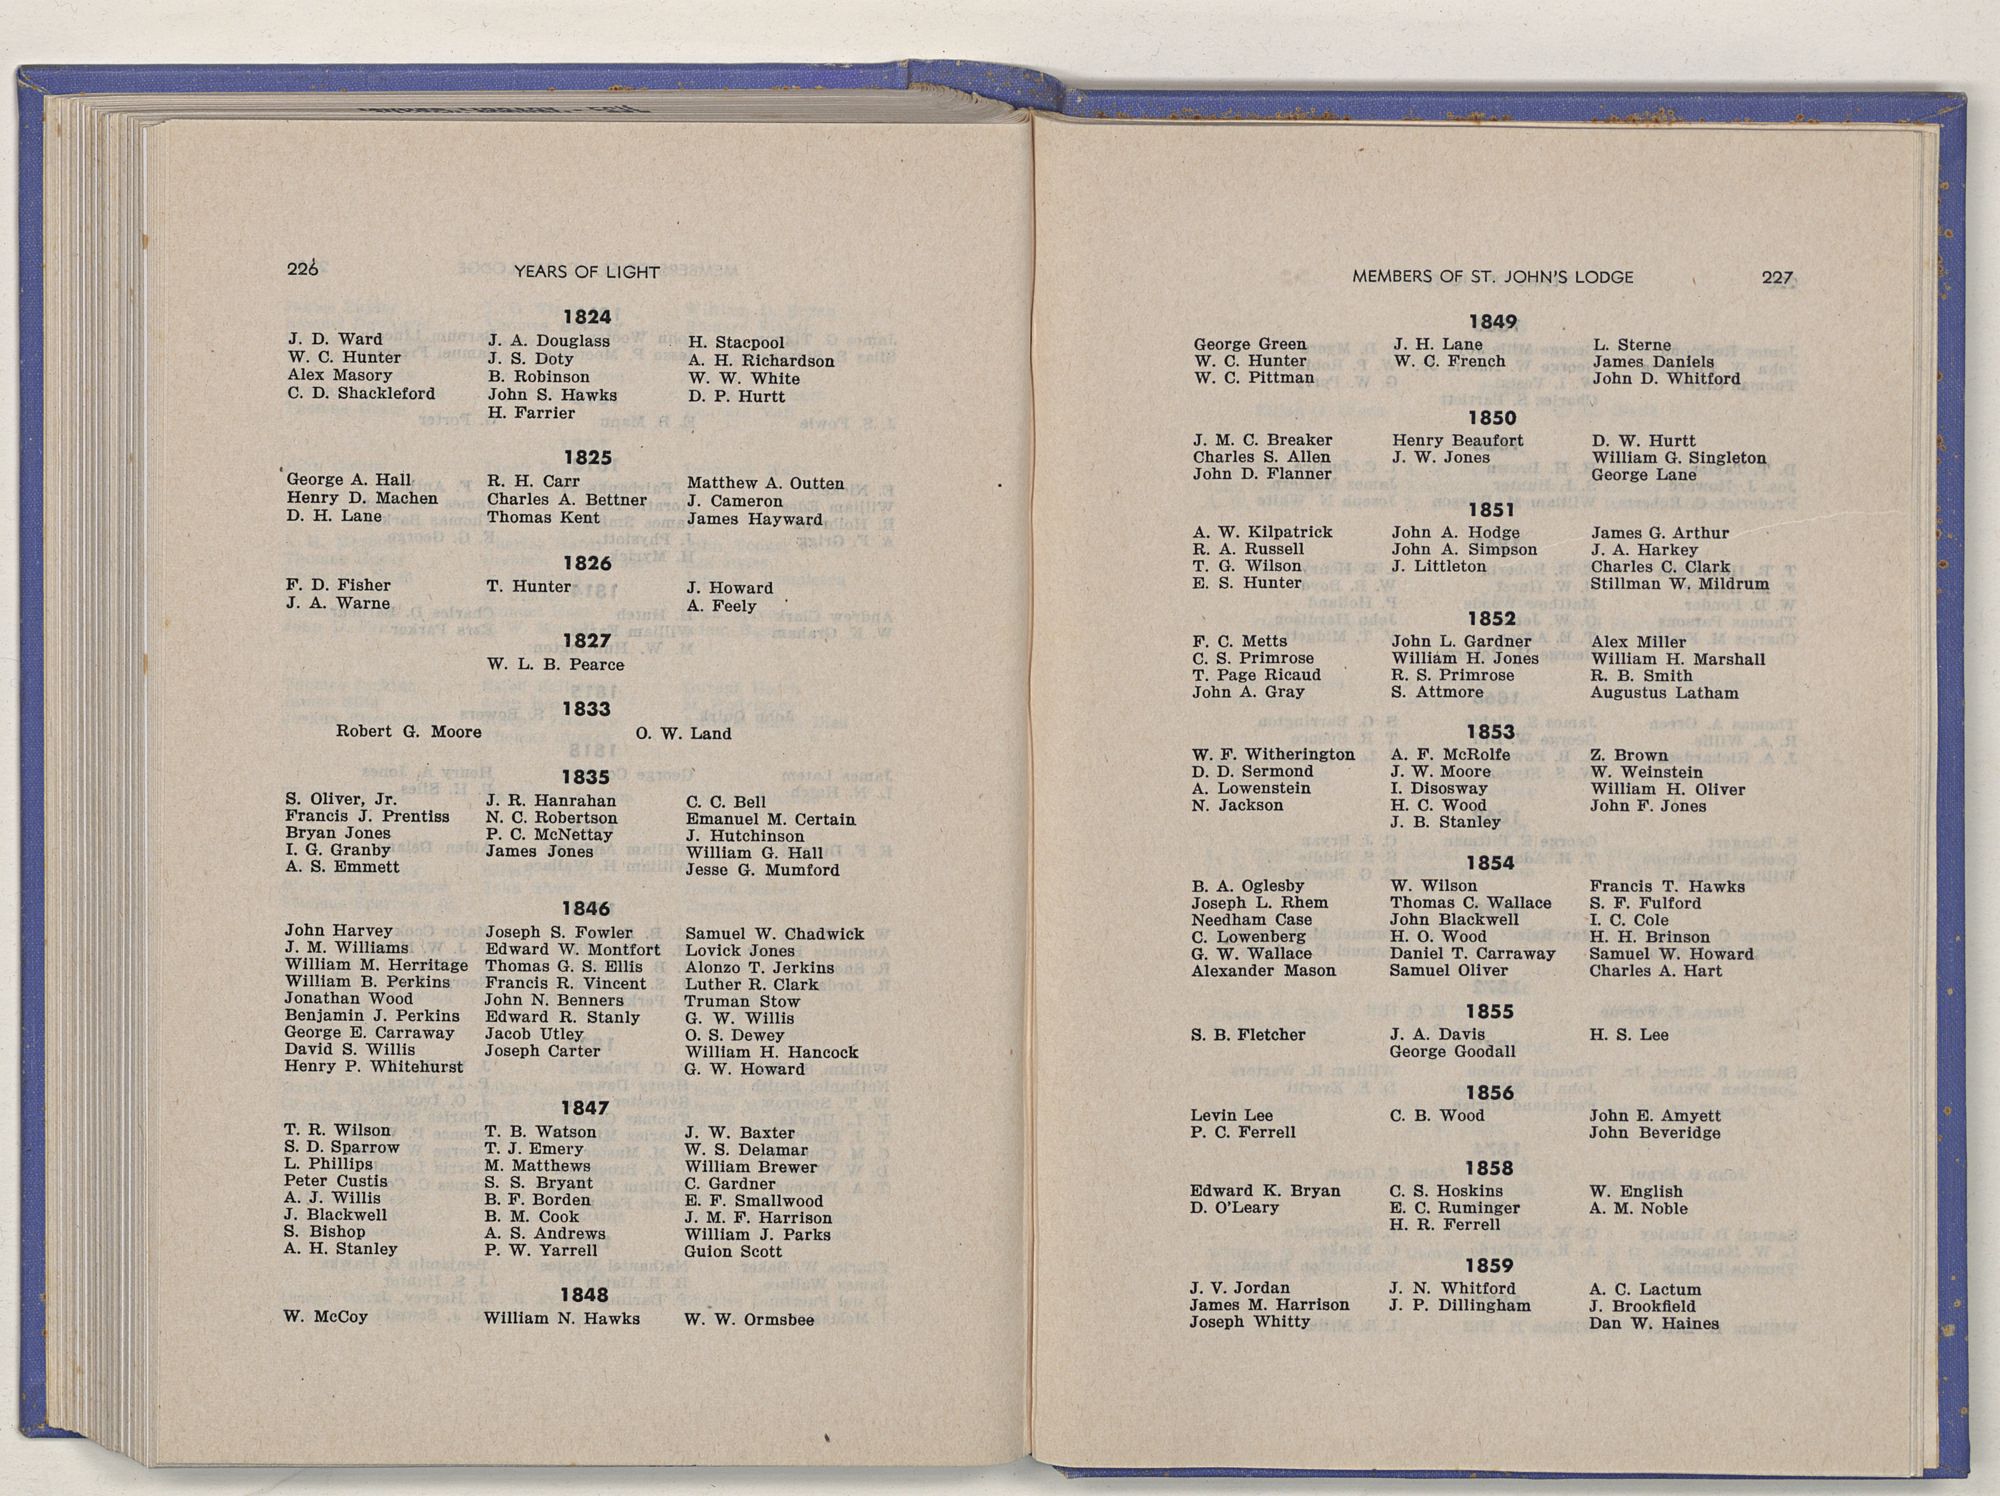 226 YEARS OF LIGHT
1824
J. D. Ward J. A. Douglass H. Stacpool
W. C. Hunter J. S. Doty A. H. Richardson
Alex Masory B. Robinson W. W. White
C. D. Shackleford John S. Hawks D. P. Hurtt
H. Farrier
1825
George A. Hall R. H. Carr Matthew A. Outten
Henry D. Machen Charles A. Bettner J. Cameron
D. H. Lane Thomas Kent James Hayward
1826
F. D. Fisher T. Hunter J. Howard
J. A. Warne A. Feely
1827
W. L. B. Pearce
1833
Robert G. Moore O. W. Land
1835
S. Oliver, Jr. J. R. Hanrahan C. C. Bell
Francis J. Prentiss N. C. Robertson Emanuel M. Certain
Bryan Jones P. C. McNettay J. Hutchinson
I. G. Granby James Jones William G. Hall
A. S. Emmett Jesse G. Mumford
1846
John Harvey Joseph S. Fowler Samuel W. Chadwick
J. M. Williams Edward W. Montfort Lovick Jones
William M. Herritage Thomas G. S. Ellis Alonzo T. Jerkins
William B. Perkins Francis R. Vincent Luther R. Clark
Jonathan Wood John N. Benners Truman Stow
Benjamin J. Perkins Edward R. Stanly G. W. Willis
George E. Carraway Jacob Utley O. S. Dewey
David S. Willis Joseph Carter William H. Hancock
Henry P. Whitehurst G. W. Howard
1847
T. R. Wilson T. B. Watson J. W. Baxter
S. D. Sparrow T. J. Emery W. S. Delamar
L. Phillips M. Matthews William Brewer
Peter Custis S. S. Bryant C. Gardner
A. J. Willis B. F. Borden E. F. Smallwood
J. Blackwell B. M. Cook J. M. F. Harrison
S. Bishop A. S. Andrews William J. Parks
A. H. Stanley P. W. Yarrell Guion Scott
1848
W. McCoy William N. Hawks W. W. Ormsbee
MEMBERS OF ST. JOHN'S LODGE 227
1849
George Green J. H. Lane L. Sterne
W. C. Hunter W. C. French James Daniels
W. C. Pittman John D. Whitford
1850
J. M. C. Breaker Henry Beaufort D. W. Hurtt
Charles S. Allen J. W. Jones William G. Singleton
John D. Flanner George Lane
1851
A. W. Kilpatrick John A. Hodge James G. Arthur
R. A. Russell John A. Simpson J. A. Harkey
T. G. Wilson J. Littleton Charles C. Clark
E. S. Hunter Stillman W. Mildrum
1852
F. C. Metts John L. Gardner Alex Miller
C. S. Primrose William H. Jones William H. Marshall
T. Page Ricaud R. S. Primrose R. B. Smith
John A. Gray S. Attmore Augustus Latham
1853
W. F. Witherington A. F. McRolfe Z. Brown
D. D. Sermond J. W. Moore W. Weinstein
A. Lowenstein I. Disosway William H. Oliver
N. Jackson H. C. Wood John F. Jones
J. B. Stanley
1854
B. A. Oglesby W. Wilson Francis T. Hawks
Joseph L. Rhem Thomas C. Wallace S. F. Fulford
Needham Case John Blackwell I. C. Cole
C. Lowenberg H. O. Wood H. H. Brinson
G. W. Wallace Daniel T. Carraway Samuel W. Howard
Alexander Mason Samuel Oliver Charles A. Hart
1855
S. B. Fletcher J. A. Davis H. S. Lee
George Goodall
1856
Levin Lee C. B. Wood John E. Amyett
P. C. Ferrell John Beveridge
1858
Edward K. Bryan C. S. Hoskins W. English
D. O'Leary E. C. Ruminger A. M. Noble
H. R. Ferrell
1859
J. V. Jordan J. N. Whitford A. C. Lactum
James M. Harrison J. P. Dillingham J. Brookfield
Joseph Whitty Dan W. Haines